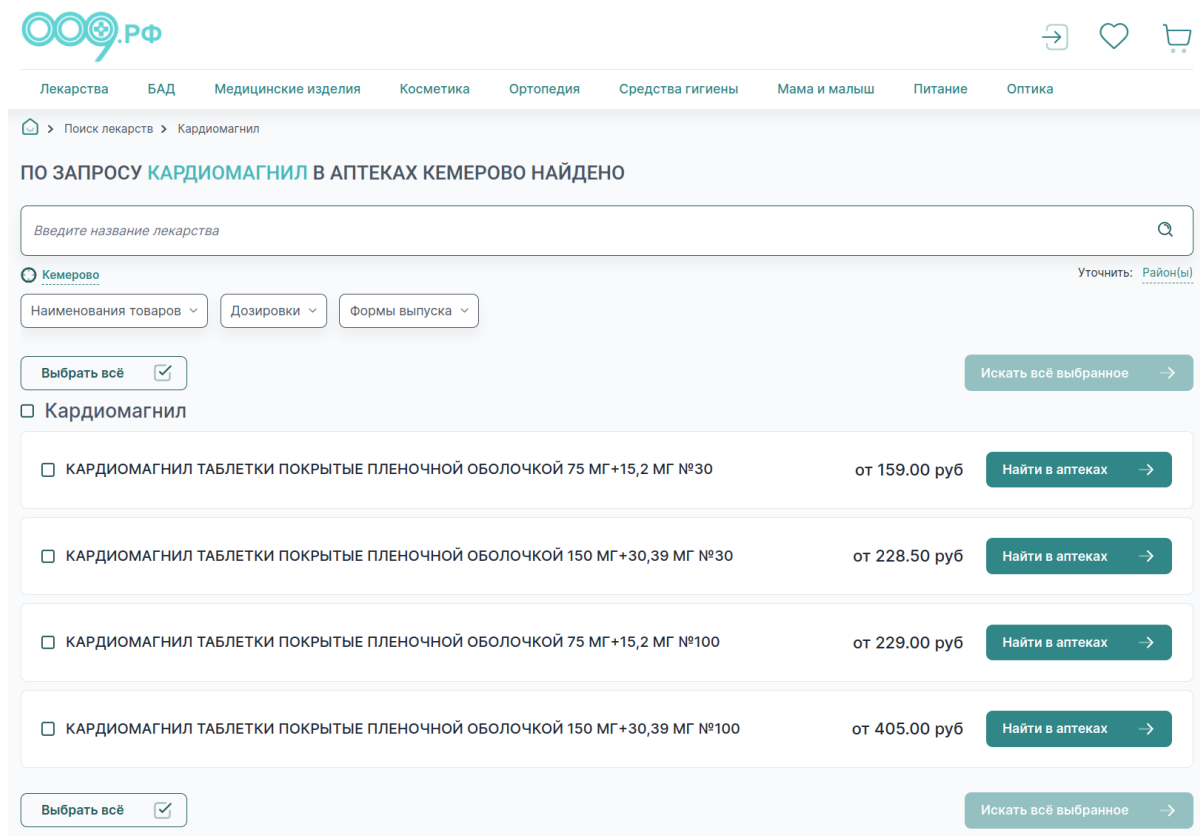 009.РФ
Лекарства БАД Медицинские изделия Косметика Ортопедия Средства гигиены Мама и малыш Питание Оптика
Поиск лекарств Кардиомагнил
ПО ЗАПРОСУ КАРДИОМАГНИЛ В АПТЕКАХ КЕМЕРОВО НАЙДЕНО
Введите название лекарства
Кемерово Уточнить: Район(ы)
Наименования товаров Дозировки Формы выпуска
Выбрать всё Искать всё выбранное
Кардиомагнил
КАРДИОМАГНИЛ ТАБЛЕТКИ ПОКРЫТЫЕ ПЛЕНОЧНОЙ ОБОЛОЧКОЙ 75 МГ+15,2 МГ №30 от 159.00 руб Найти в аптеках
КАРДИОМАГНИЛ ТАБЛЕТКИ ПОКРЫТЫЕ ПЛЕНОЧНОЙ ОБОЛОЧКОЙ 150 МГ+30,39 МГ №30 от 228.50 руб Найти в аптеках
КАРДИОМАГНИЛ ТАБЛЕТКИ ПОКРЫТЫЕ ПЛЕНОЧНОЙ ОБОЛОЧКОЙ 75 МГ+15,2 МГ №100 от 229.00 руб Найти в аптеках
КАРДИОМАГНИЛ ТАБЛЕТКИ ПОКРЫТЫЕ ПЛЕНОЧНОЙ ОБОЛОЧКОЙ 150 МГ+30,39 МГ №100 от 405.00 руб Найти в аптеках
Выбрать всё Искать всё выбранное